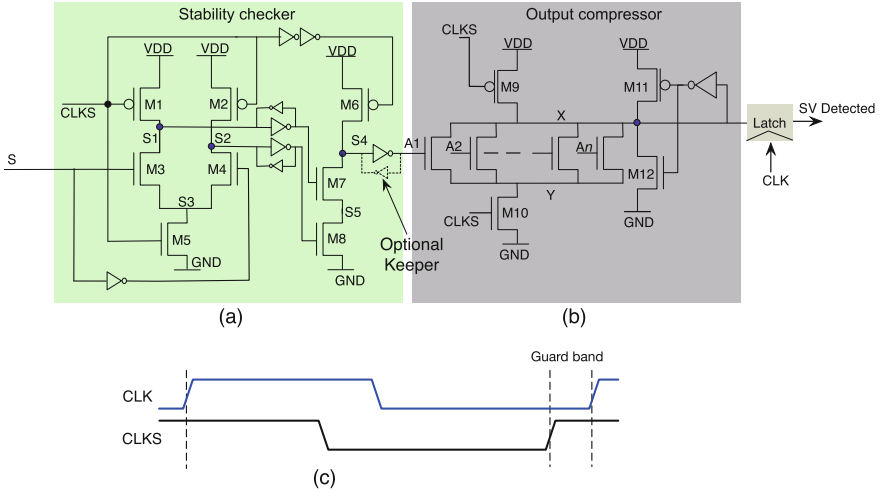 Stability checker
Output compressor
CLKS
VDD
VDD
VDD
VDD
VDD
M1
M2
M6
M9
M11
CLKS
S1
S2
S4
A1
A2
An
X
Latch
SV Detected
S
M3
M4
M7
M12
CLK
S3
S5
Y
M5
M8
CLKS
M10
GND
GND
GND
GND
GND
Optional
Keeper
(a)
(b)
Guard band
CLK
CLKS
(c)